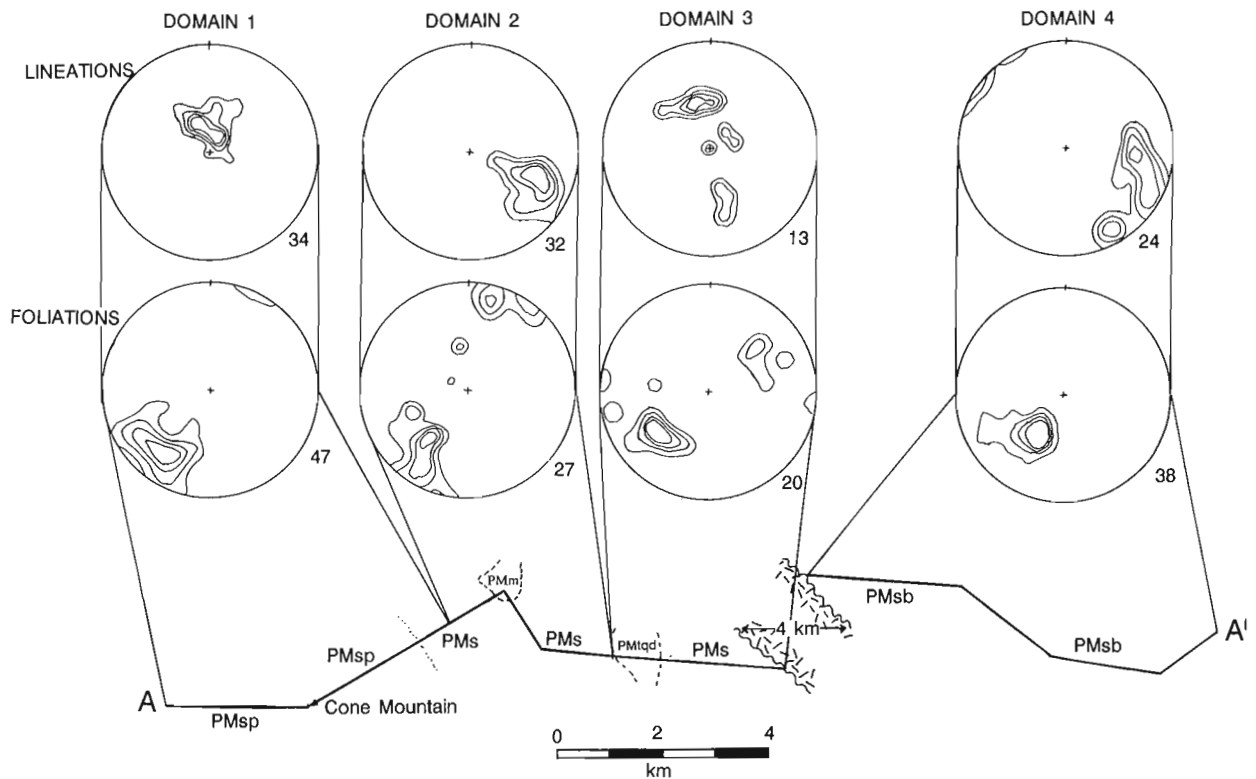 DOMAIN 1
DOMAIN 2
DOMAIN 3
DOMAIN 4
LINEATIONS
34
32
13
24
FOLIATIONS
47
27
20
38
PMm
PMsb
PMs
4 km
A'
PMsp
PMs
PMtqd
PMs
PMsb
A
Cone Mountain
PMsp
0
2
4
km